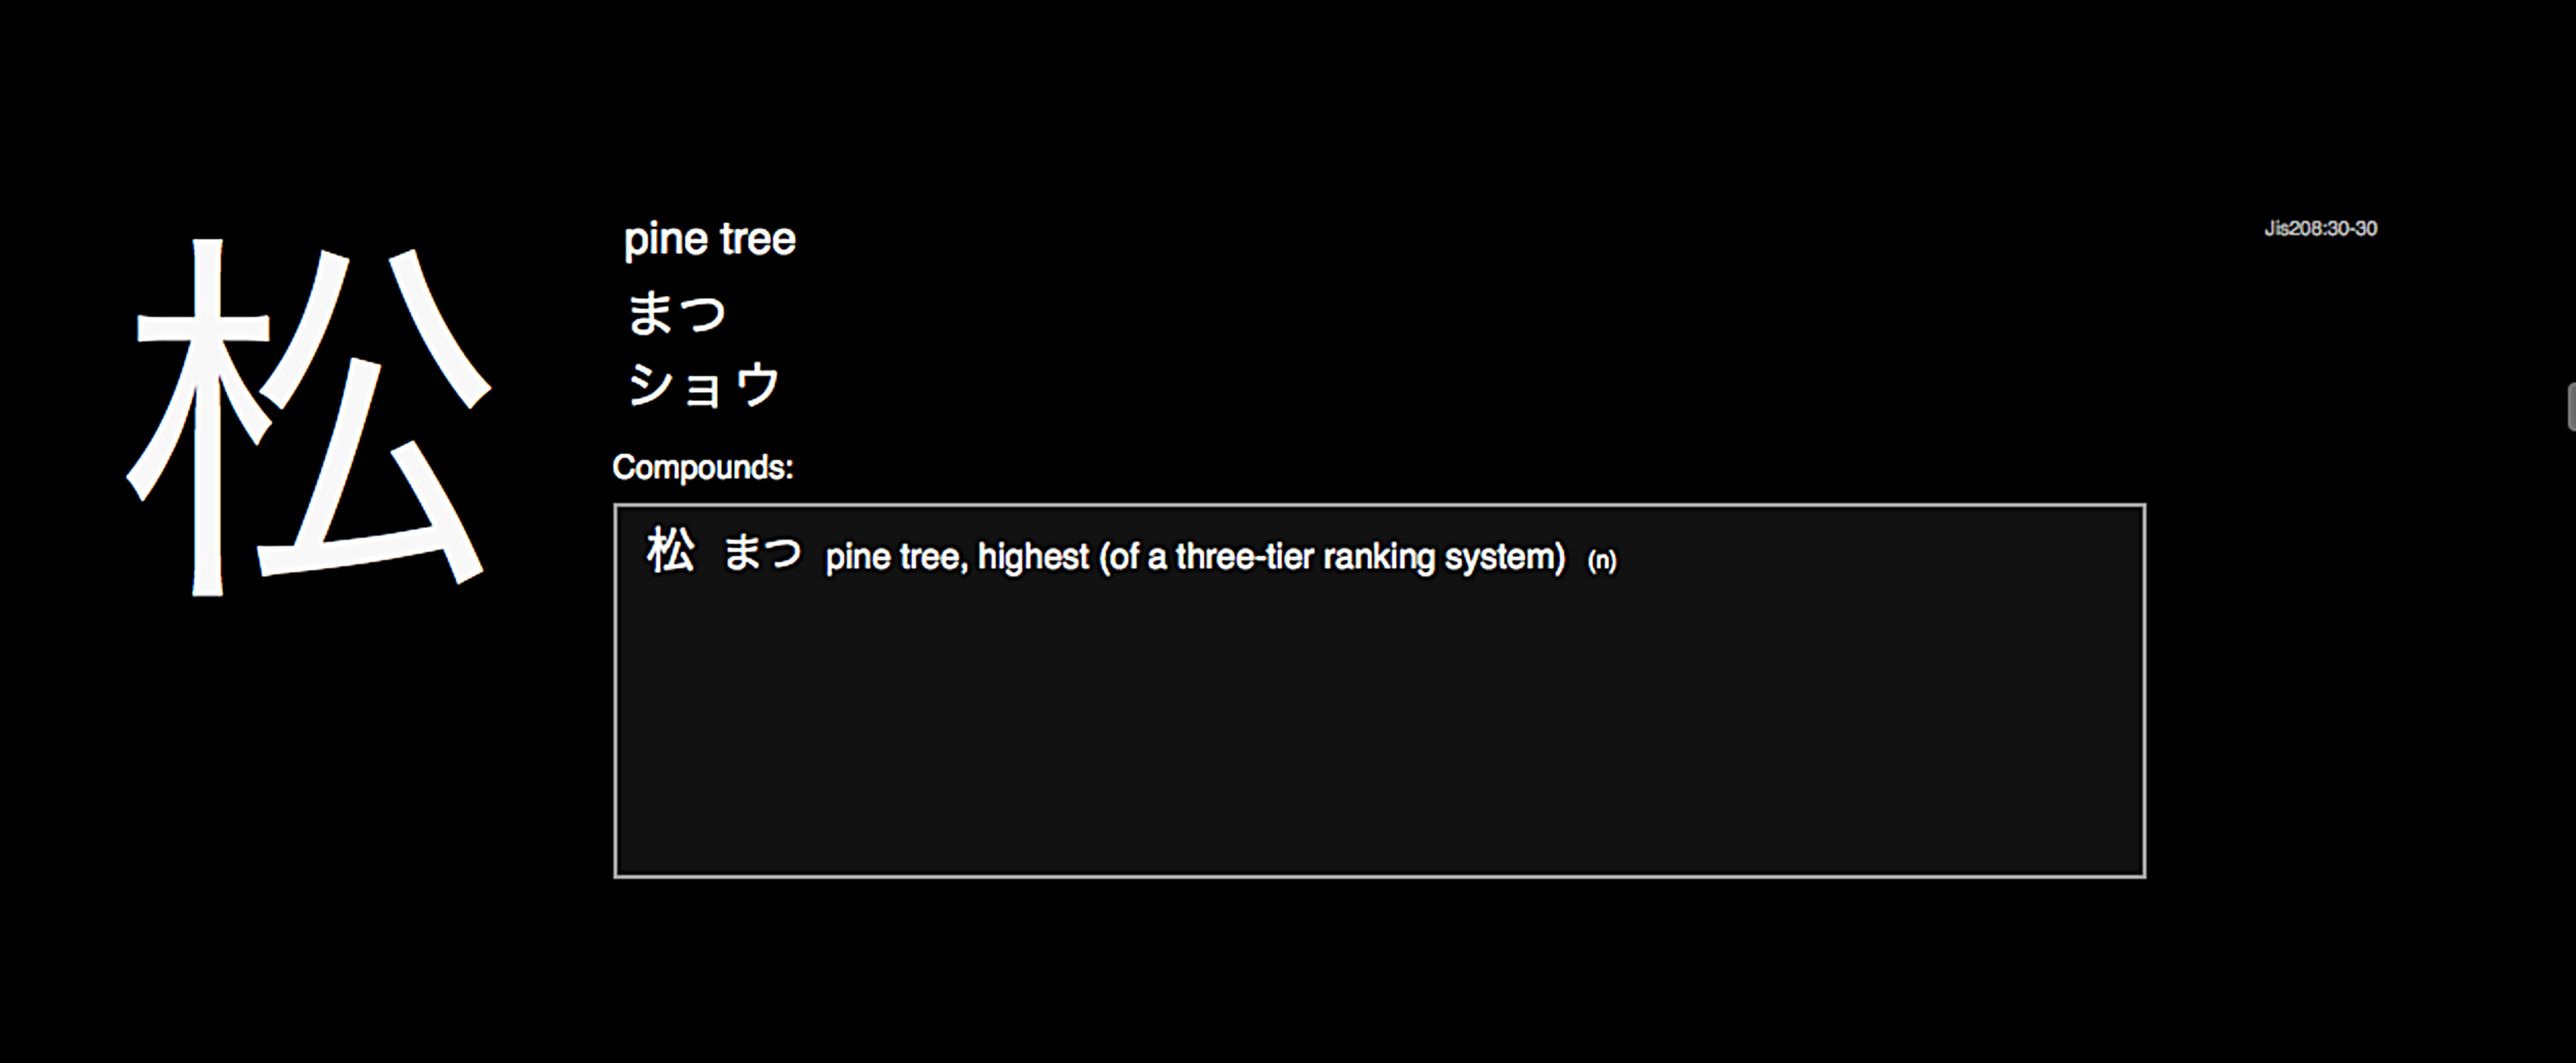 松
pine tree
まつ
ショウ
Jis208:30-30
Compounds:
松 まつ pine tree, highest (of a three-tier ranking system) (n)